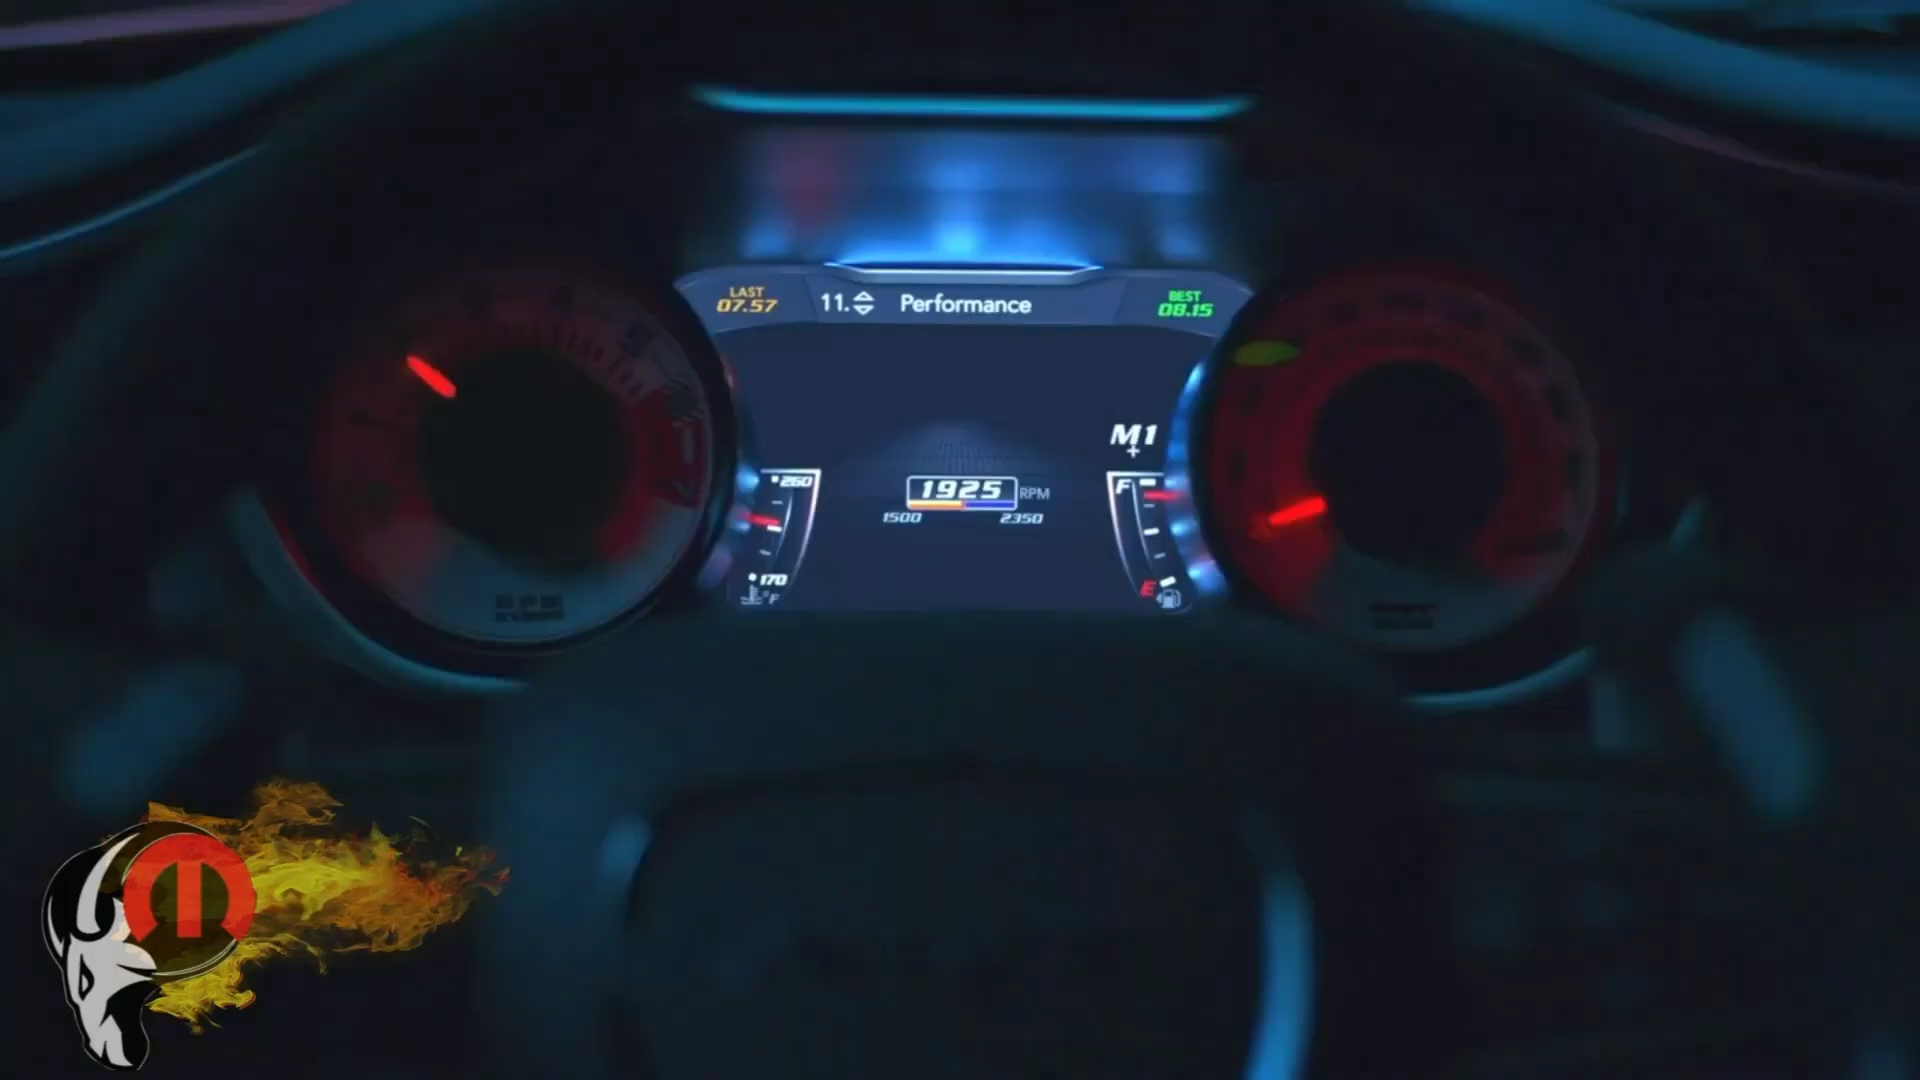 LAST
07.57
11.
Performance
BEST
08.15
M1
+
260
1925 RPM
1500 2350
170
°F
F
E